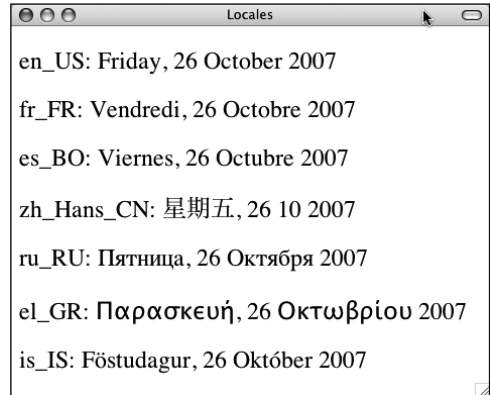 Locales
en_US: Friday, 26 October 2007
fr_FR: Vendredi, 26 Octobre 2007
es_BO: Viernes, 26 Octubre 2007
zh_Hans_CN: 星期五, 26 10 2007
ru_RU: Пятница, 26 Октября 2007
el_GR: Παρασκευή, 26 Οκτωβρίου 2007
is_IS: Föstudagur, 26 Október 2007